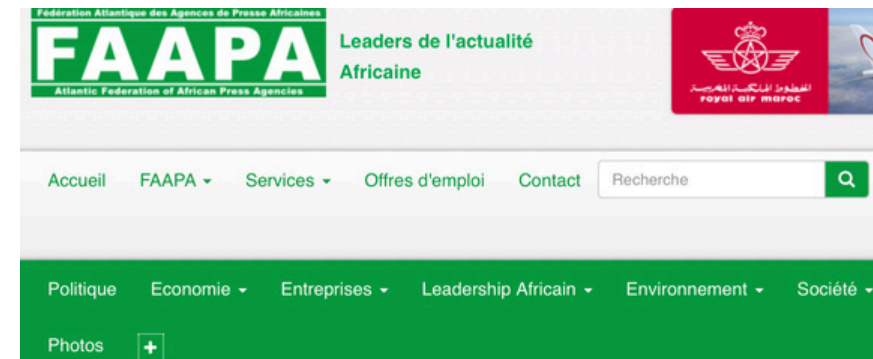 Fédération Atlantique des Agences de Presse Africaines
FAAPA
Atlantic Federation of African Press Agencies
Leaders de l'actualité
Africaine
الخطوط الملكية المغربية
royal air maroc
Accueil FAAPA Services Offres d'emploi Contact Recherche
Politique Economie Entreprises Leadership Africain Environnement Société
Photos +